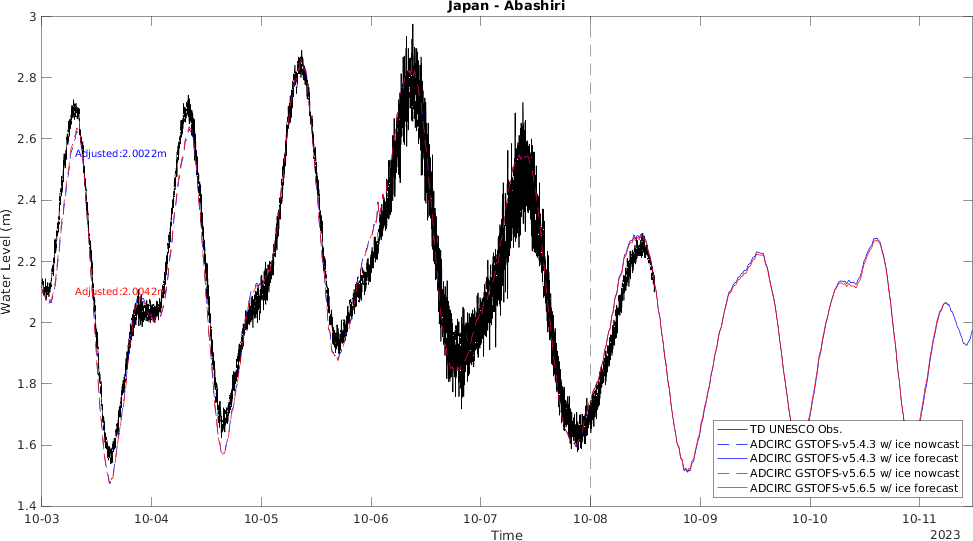 Japan - Abashiri
3
2.8
2.6
2.4
2.2
2
1.8
1.6
1.4
Water Level (m)
Adjusted:2.0022m
Adjusted:2.0042m
TD UNESCO Obs.
ADCIRC GSTOFS-v5.4.3 w/ ice nowcast
ADCIRC GSTOFS-v5.4.3 w/ ice forecast
ADCIRC GSTOFS-v5.6.5 w/ ice nowcast
ADCIRC GSTOFS-v5.6.5 w/ ice forecast
10-03 10-04 10-05 10-06 10-07 10-08 10-09 10-10 10-11
Time
2023